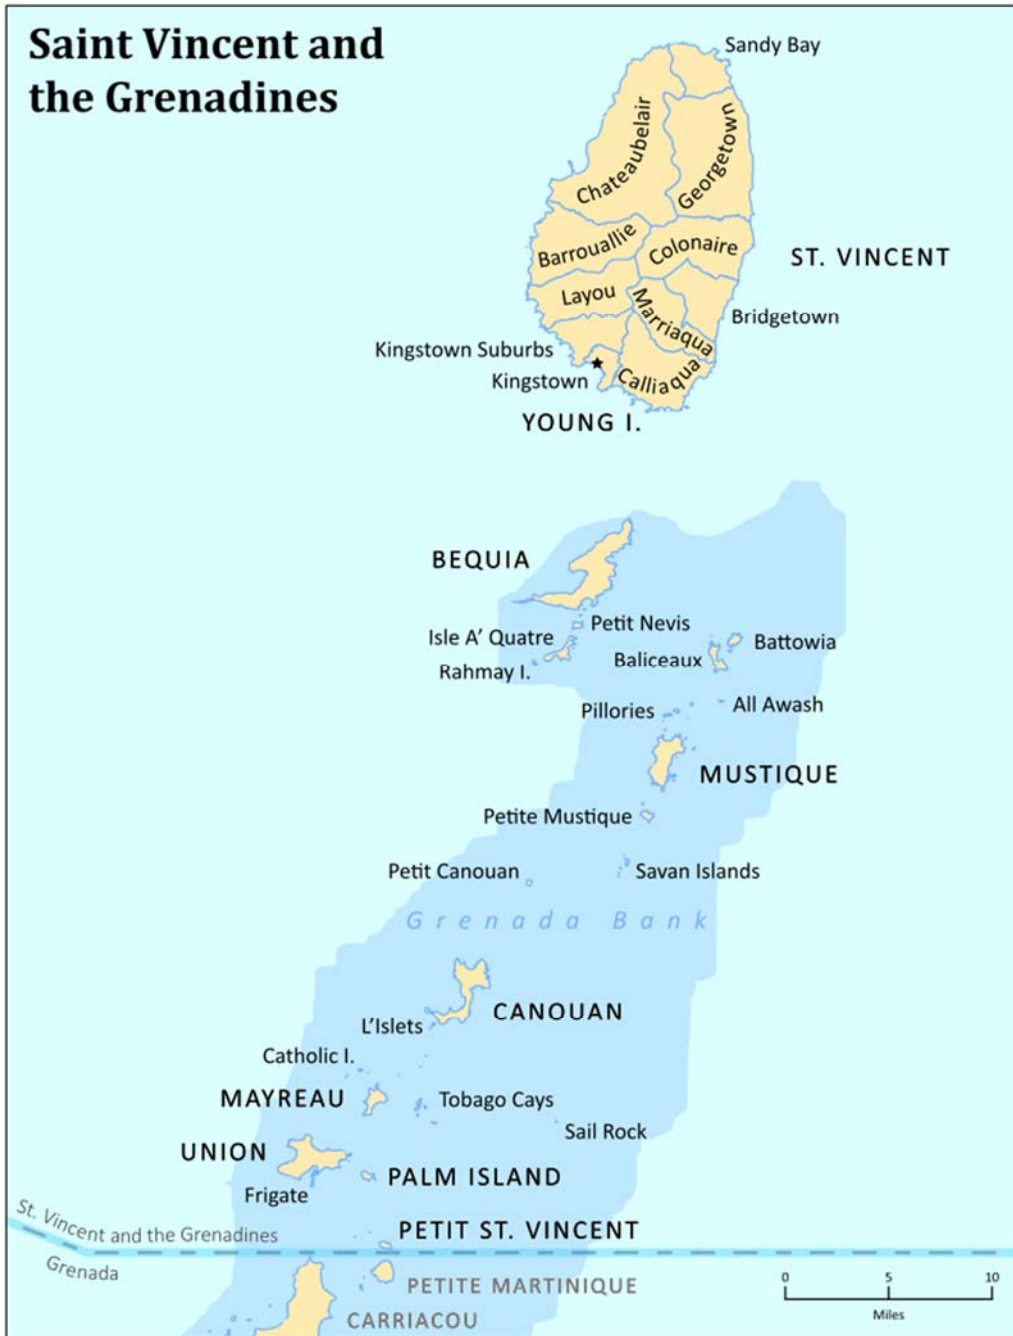 Saint Vincent and
the Grenadines
Sandy Bay
Chateaubelair
Georgetown
Barrouallie
Colonaire
ST. VINCENT
Layou
Marriaqua
Bridgetown
Kingstown Suburbs
Kingstown
Calliaqua
YOUNG I.
BEQUIA
Petit Nevis
Isle A' Quatre
Battowia
Baliceaux
Rahmay I.
Pillories
All Awash
MUSTIQUE
Petite Mustique
Petit Canouan
Savan Islands
Grenada Bank
CANOUAN
L'Islets
Catholic I.
MAYREAU
Tobago Cays
Sail Rock
UNION
PALM ISLAND
Frigate
St. Vincent and the Grenadines
PETIT ST. VINCENT
Grenada
PETITE MARTINIQUE
CARRIACOU
0 5 10
Miles